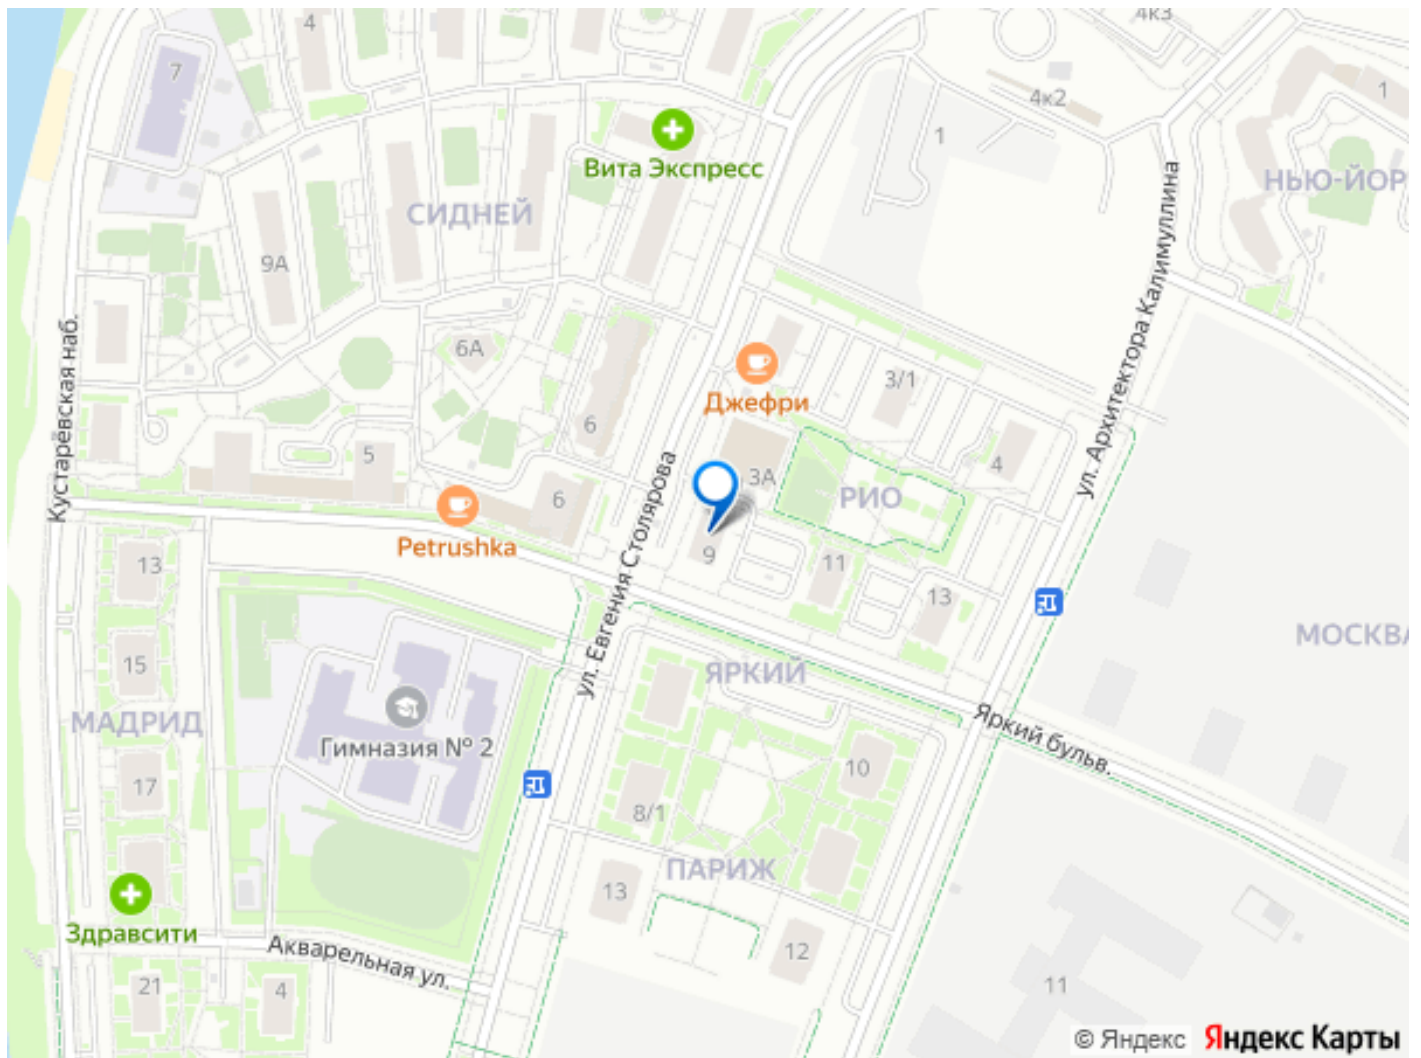 4
4к3
7
4к2
1
1
Вита Экспресс
СИДНЕЙ
НЬЮ-ЙОР
9А
ул. Архитектора Калимуллина
Кустарёвская наб.
6А
Джефри
3/1
6
5
4
3А
РИО
6
Petrushka
ул. Евгения Столярова
9
11
13
13
15
МОСКВА
ЯРКИЙ
МАДРИД
Гимназия № 2
Яркий бульв.
17
10
8/1
ПАРИЖ
13
Здравсити
Акварельная ул.
12
21
4
11
© Яндекс Яндекс Карты